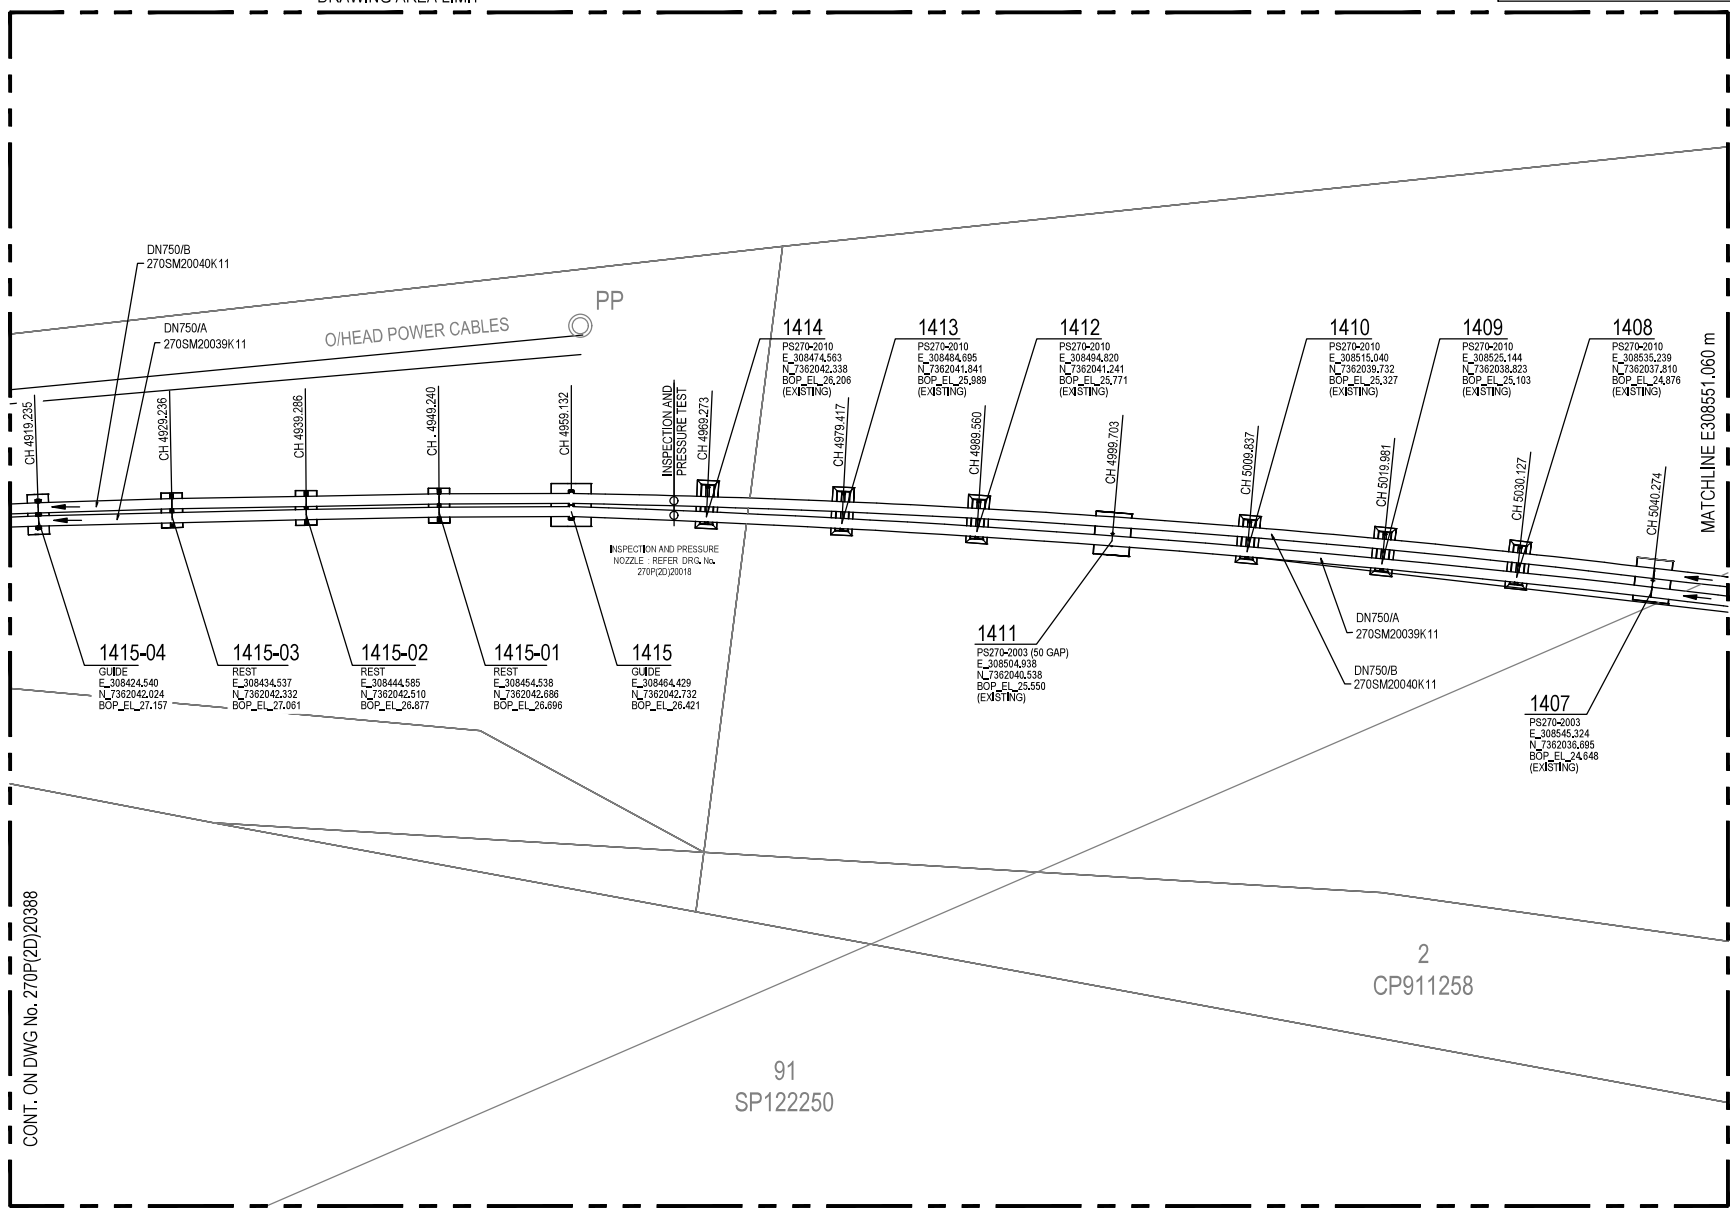 DRAWING AREA LIMIT
DN750/B
270SM20040K11
DN750/A
270SM20039K11
O/HEAD POWER CABLES
PP
CH 4919.235
CH 4929.236
CH 4939.286
CH . 4949.240
CH 4959.132
INSPECTION AND
PRESSURE TEST
CH 4969.273
CH 4979.417
CH 4989.560
CH 4999.703
CH 5009.837
CH 5019.981
CH 5030.127
CH 5040.274
1414
PS270-2010
E_308474.563
N_7362042.338
BOP_EL_26.206
(EXISTING)
1413
PS270-2010
E_308484.695
N_7362041.841
BOP_EL_25.989
(EXISTING)
1412
PS270-2010
E_308494.820
N_7362041.241
BOP_EL_25.771
(EXISTING)
1410
PS270-2010
E_308515.040
N_7362039.732
BOP_EL_25.327
(EXISTING)
1409
PS270-2010
E_308525.144
N_7362038.823
BOP_EL_25.103
(EXISTING)
1408
PS270-2010
E_308535.239
N_7362037.810
BOP_EL_24.876
(EXISTING)
MATCHLINE E308551.060 m
INSPECTION AND PRESSURE
NOZZLE : REFER DRG. No.
270P(2D)20018
1415-04
GUIDE
E_308424.540
N_7362042.024
BOP_EL_27.157
1415-03
REST
E_308434.537
N_7362042.332
BOP_EL_27.061
1415-02
REST
E_308444.585
N_7362042.510
BOP_EL_26.877
1415-01
REST
E_308454.538
N_7362042.686
BOP_EL_26.696
1415
GUIDE
E_308464.429
N_7362042.732
BOP_EL_26.421
1411
PS270-2003 (50 GAP)
E_308504.938
N_7362040.538
BOP_EL_25.550
(EXISTING)
DN750/A
270SM20039K11
DN750/B
270SM20040K11
1407
PS270-2003
E_308545.324
N_7362036.695
BOP_EL_24.648
(EXISTING)
CONT. ON DWG No. 270P(2D)20388
2
CP911258
91
SP122250